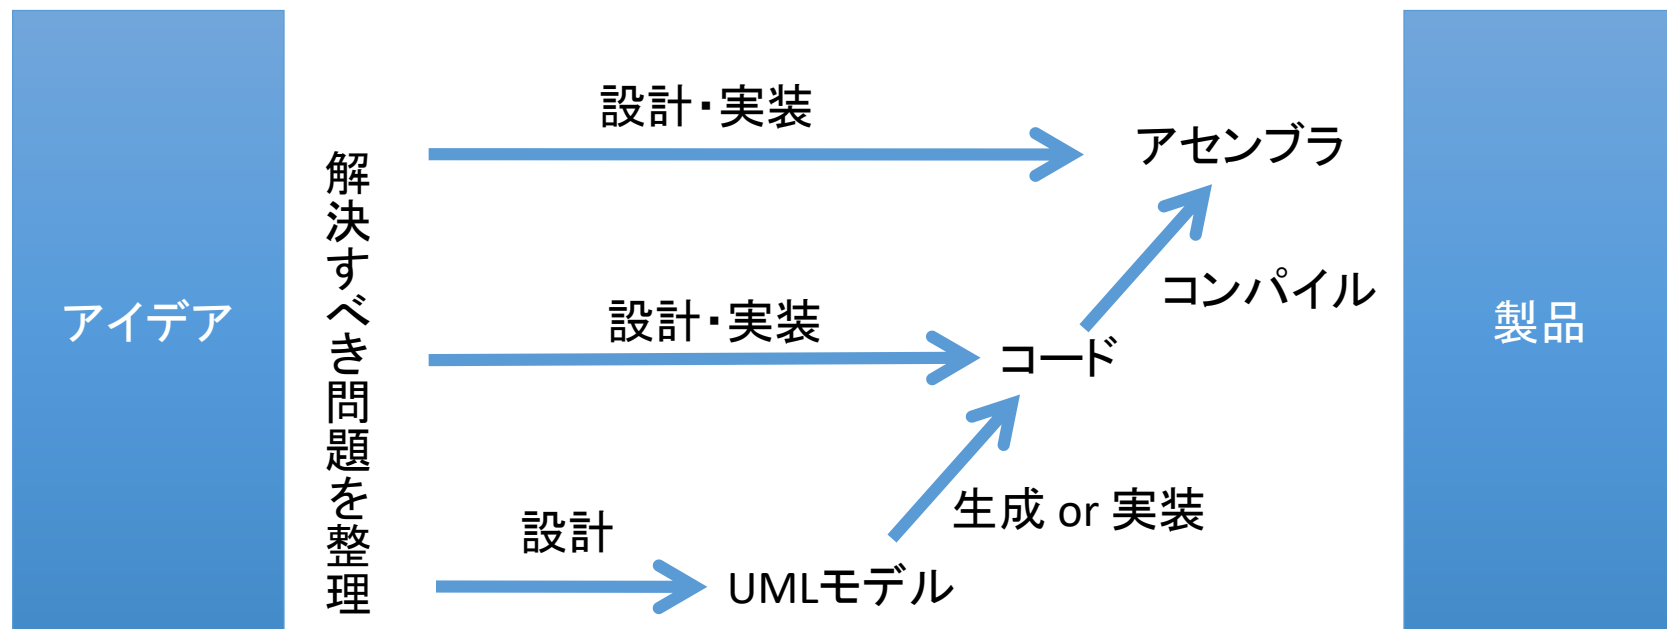 アイデア
解決すべき問題を整理
設計・実装
アセンブラ
コンパイル
設計・実装
コード
生成 or 実装
設計
UMLモデル
製品